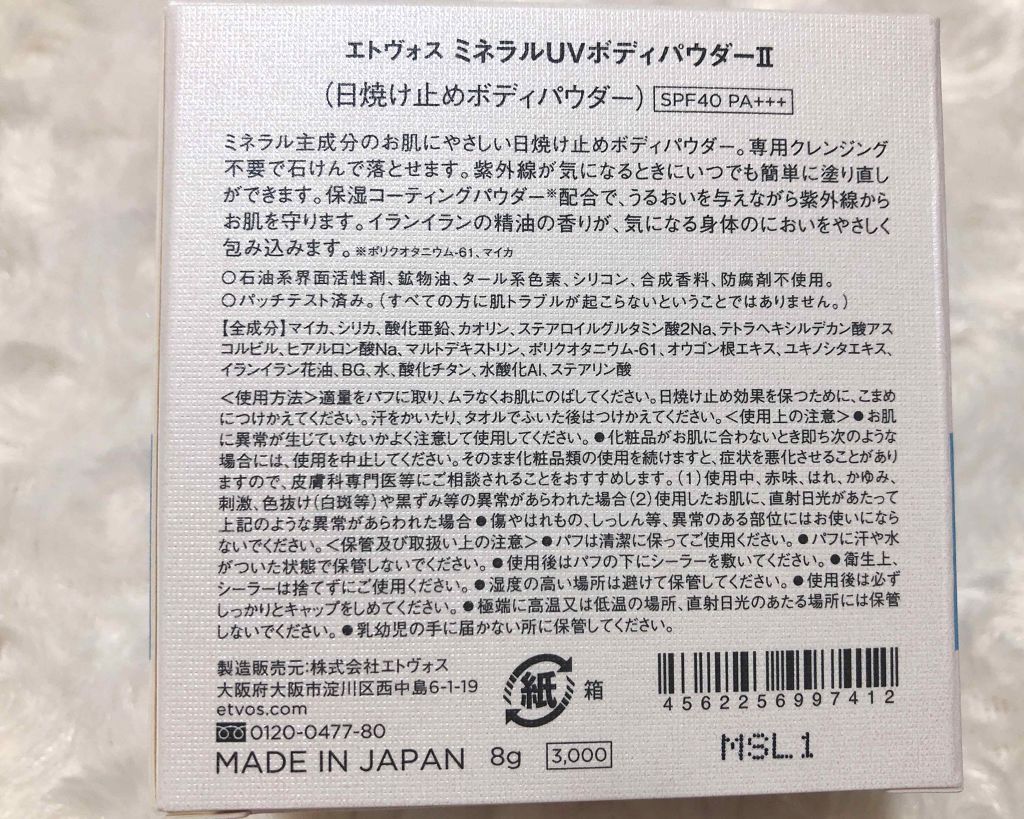 エトヴォス ミネラルUVボディパウダーⅡ
(日焼け止めボディパウダー) SPF40 PA+++
ミネラル主成分のお肌にやさしい日焼け止めボディパウダー。専用クレンジング
不要で石けんで落とせます。紫外線が気になるときにいつでも簡単に塗り直し
ができます。保湿コーティングパウダー※配合で、うるおいを与えながら紫外線から
お肌を守ります。イランイランの精油の香りが、気になる身体のにおいをやさしく
包み込みます。※ポリクオタニウム-61、マイカ
○石油系界面活性剤、鉱物油、タール系色素、シリコン、合成香料、防腐剤不使用。
○パッチテスト済み。(すべての方に肌トラブルが起こらないということではありません。)
【全成分】マイカ、シリカ、酸化亜鉛、カオリン、ステアロイルグルタミン酸2Na、テトラヘキシルデカン酸アス
コルビル、ヒアルロン酸Na、マルトデキストリン、ポリクオタニウム-61、オウゴン根エキス、ユキノシタエキス、
イランイラン花油、BG、水、酸化チタン、水酸化Al、ステアリン酸
＜使用方法＞適量をパフに取り、ムラなくお肌にのばしてください。日焼け止め効果を保つために、こまめ
につけかえてください。汗をかいたり、タオルでふいた後はつけかえてください。＜使用上の注意＞●お肌
に異常が生じていないかよく注意して使用してください。●化粧品がお肌に合わないとき即ち次のような
場合には、使用を中止してください。そのまま化粧品類の使用を続けますと、症状を悪化させることがあり
ますので、皮膚科専門医等にご相談されることをおすすめします。(1)使用中、赤味、はれ、かゆみ、
刺激、色抜け(白斑等)や黒ずみ等の異常があらわれた場合(2)使用したお肌に、直射日光があたって
上記のような異常があらわれた場合●傷やはれもの、しっしん等、異常のある部位にはお使いになら
ないでください。＜保管及び取扱い上の注意＞●パフは清潔に保ってご使用ください。●パフに汗や水
がついた状態で保管しないでください。●使用後はパフの下にシーラーを敷いてください。●衛生上、
シーラーは捨てずにご使用ください。●湿度の高い場所は避けて保管してください。●使用後は必ず
しっかりとキャップをしめてください。●極端に高温又は低温の場所、直射日光のあたる場所には保管
しないでください。●乳幼児の手に届かない所に保管してください。
製造販売元:株式会社エトヴォス
大阪府大阪市淀川区西中島6-1-19
etvos.com
0120-0477-80
MADE IN JAPAN 8g 3,000
紙 箱
4562256997412
MSL1